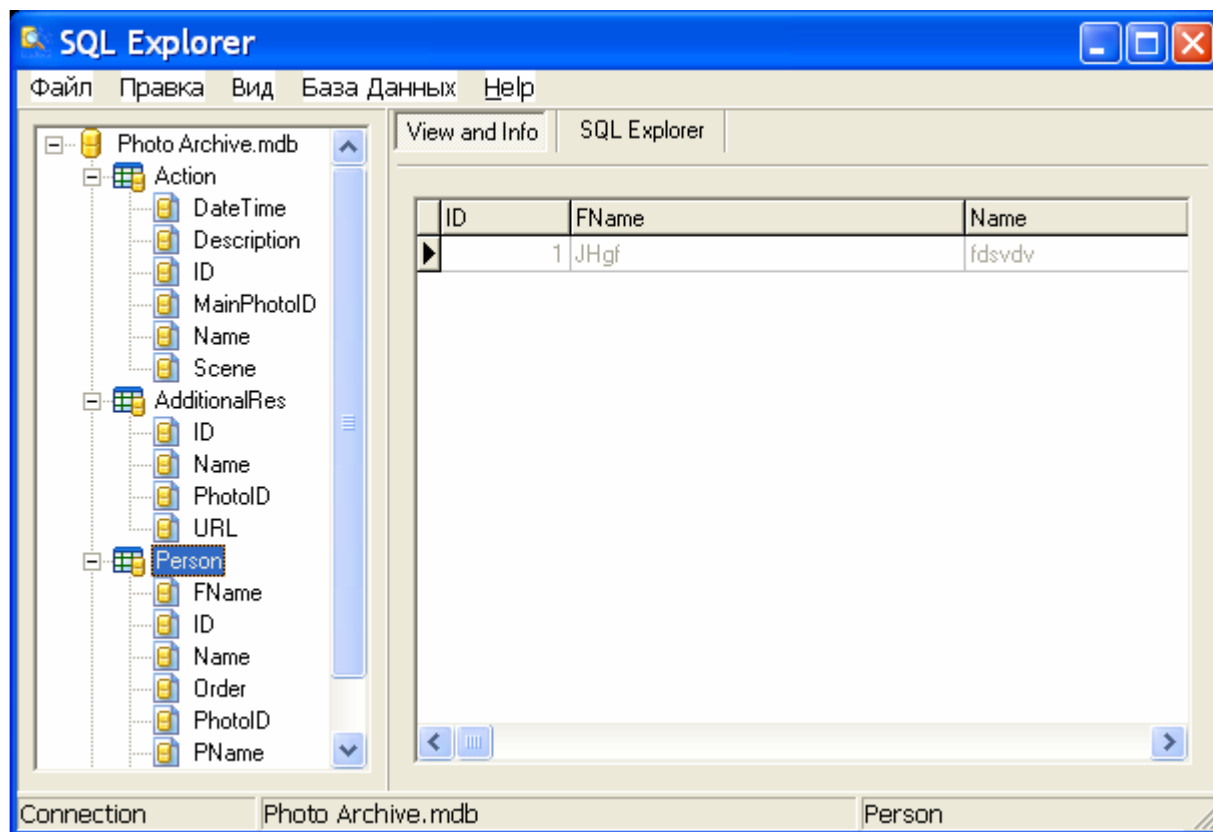 SQL Explorer
Файл Правка Вид База Данных Help
Photo Archive.mdb
Action
DateTime
Description
ID
MainPhotoID
Name
Scene
AdditionalRes
ID
Name
PhotoID
URL
Person
FName
ID
Name
Order
PhotoID
PName
View and Info SQL Explorer
ID FName Name
1 JHgf fdsvdv
Connection Photo Archive.mdb Person